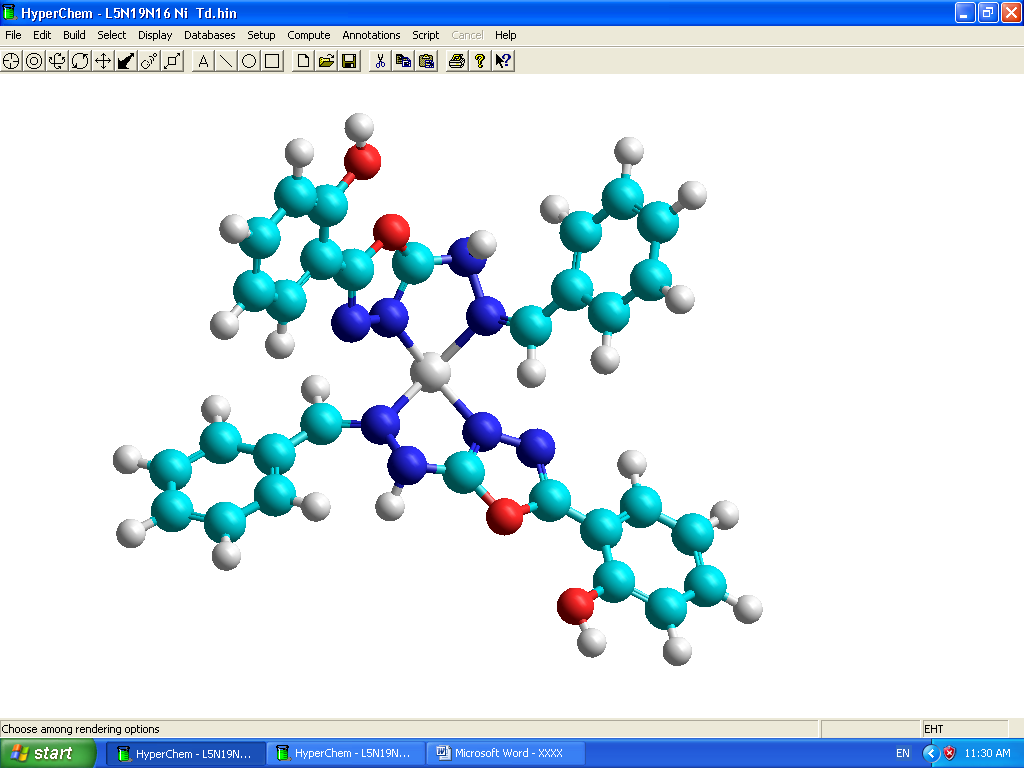 HyperChem - L5N19N16 Ni  Td.hin
File Edit Build Select Display Databases Setup Compute Annotations Script Cancel Help
A ? ?
Choose among rendering options EHT
start HyperChem - L5N19N... HyperChem - L5N19N... Microsoft Word - XXXX EN 11:30 AM